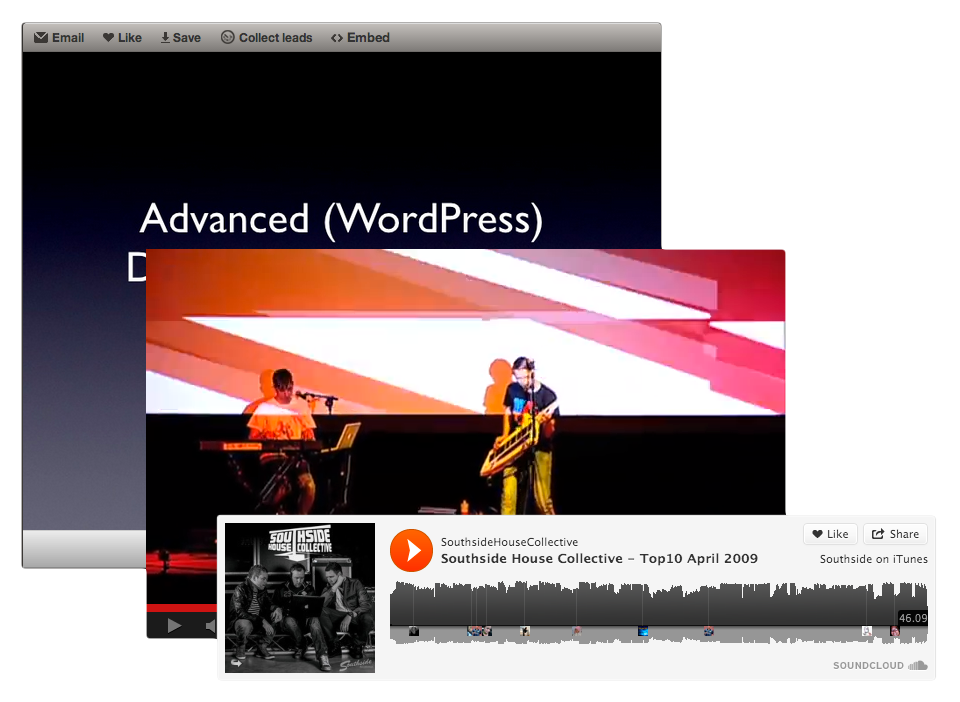 Email Like Save Collect leads Embed
Advanced (WordPress)
D
SOUTHSIDE
HOUSE COLLECTIVE
Southside
SouthsideHouseCollective
Southside House Collective – Top10 April 2009
Like Share
Southside on iTunes
46.09
SOUNDCLOUD